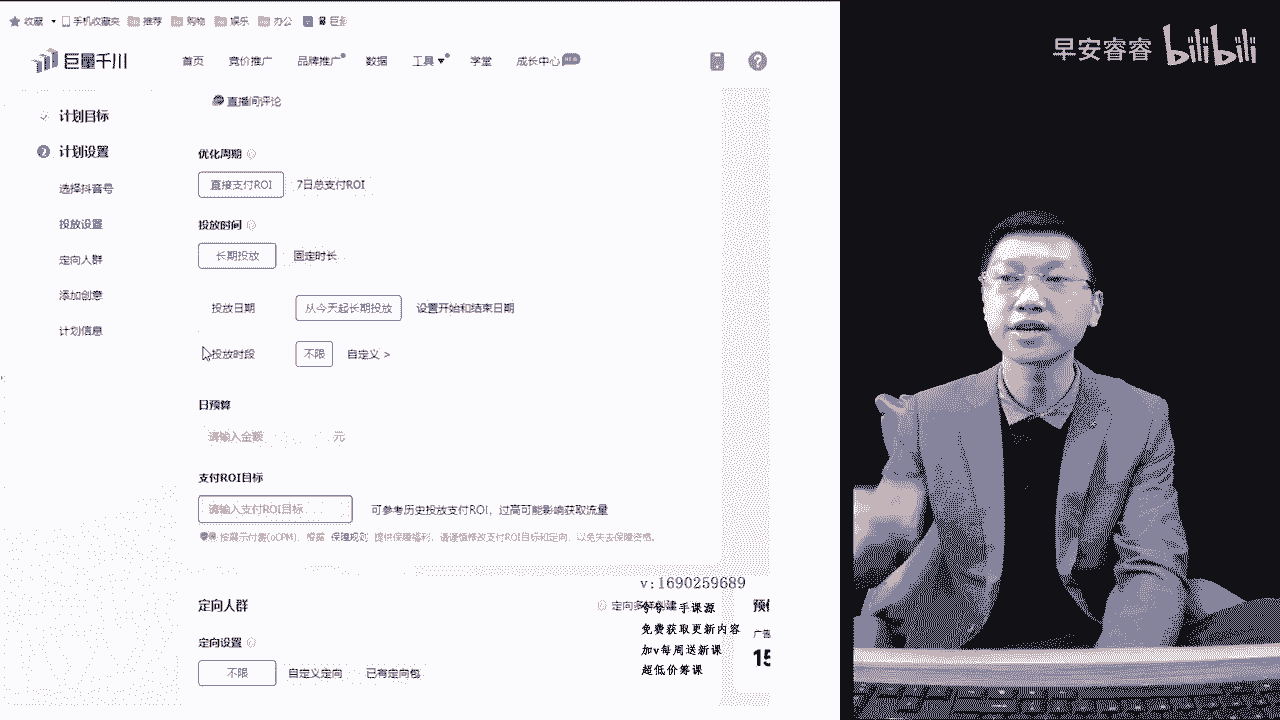 收藏 手机收藏夹 推荐 购物 娱乐 办公
巨量千川 首页 竞价推广 品牌推广 数据 工具 学堂 成长中心 NEW
早安睿睿 bilibili
直播间评论
计划目标
2 计划设置
选择抖音号
投放设置
定向人群
添加创意
计划信息
优化周期
直接支付ROI 7日总支付ROI
投放时间
长期投放 固定时长
投放日期 从今天起长期投放 设置开始和结束日期
投放时段 不限 自定义 >
日预算
请输入金额 元
支付ROI目标
请输入支付ROI目标 可参考历史投放支付ROI，过高可能影响获取流量
按展示付费(oCPM)，根据 保障规则 提供保障福利，请谨慎修改支付ROI目标和定向，以免失去保障资格。
定向人群
定向设置
不限 自定义定向 已有定向包
v:1690259689
手课源
免费获取更新内容
加v每周送新课
超低价筹课
广告
15